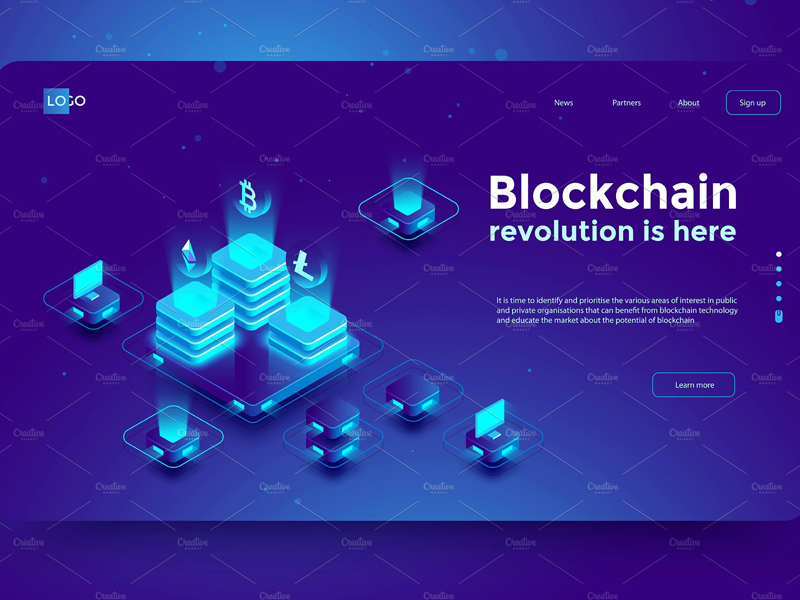 LOGO
News
Partners
About
Sign up
Blockchain
revolution is here
It is time to identify and prioritise the various areas of interest in public
and private organisations that can benefit from blockchain technology
and educate the market about the potential of blockchain
Learn more
Creative
MARKET